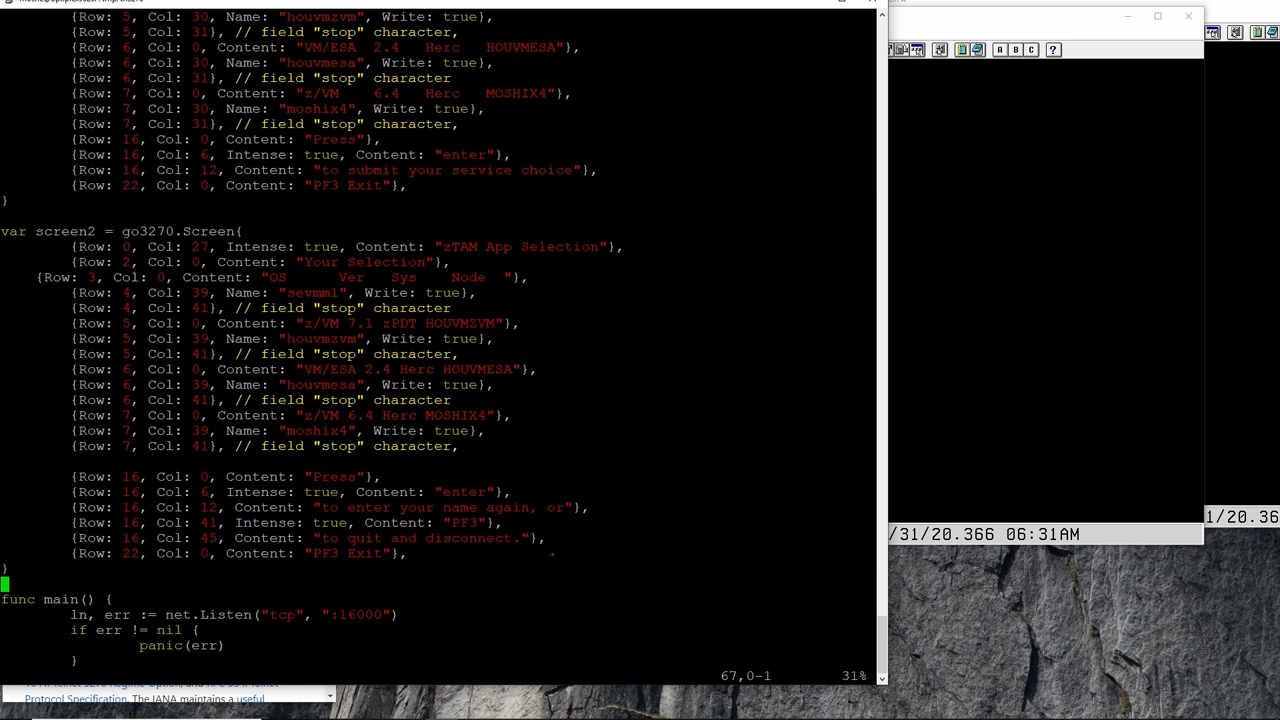 {Row: 5, Col: 30, Name: "houvmzvm", Write: true},
{Row: 5, Col: 31}, // field "stop" character,
{Row: 6, Col: 0, Content: "VM/ESA  2.4   Herc   HOUVMESA"},
{Row: 6, Col: 30, Name: "houvmesa", Write: true},
{Row: 6, Col: 31}, // field "stop" character
{Row: 7, Col: 0, Content: "z/VM    6.4   Herc   MOSHIX4"},
{Row: 7, Col: 30, Name: "moshix4", Write: true},
{Row: 7, Col: 31}, // field "stop" character,
{Row: 16, Col: 0, Content: "Press"},
{Row: 16, Col: 6, Intense: true, Content: "enter"},
{Row: 16, Col: 12, Content: "to submit your service choice"},
{Row: 22, Col: 0, Content: "PF3 Exit"},
}
var screen2 = go3270.Screen{
{Row: 0, Col: 27, Intense: true, Content: "zTAM App Selection"},
{Row: 2, Col: 0, Content: "Your Selection"},
{Row: 3, Col: 0, Content: "OS      Ver   Sys    Node  "},
{Row: 4, Col: 39, Name: "sevmm1", Write: true},
{Row: 4, Col: 41}, // field "stop" character
{Row: 5, Col: 0, Content: "z/VM 7.1 zPDT HOUVMZVM"},
{Row: 5, Col: 39, Name: "houvmzvm", Write: true},
{Row: 5, Col: 41}, // field "stop" character,
{Row: 6, Col: 0, Content: "VM/ESA 2.4 Herc HOUVMESA"},
{Row: 6, Col: 39, Name: "houvmesa", Write: true},
{Row: 6, Col: 41}, // field "stop" character
{Row: 7, Col: 0, Content: "z/VM 6.4 Herc MOSHIX4"},
{Row: 7, Col: 39, Name: "moshix4", Write: true},
{Row: 7, Col: 41}, // field "stop" character,
{Row: 16, Col: 0, Content: "Press"},
{Row: 16, Col: 6, Intense: true, Content: "enter"},
{Row: 16, Col: 12, Content: "to enter your name again, or"},
{Row: 16, Col: 41, Intense: true, Content: "PF3"},
{Row: 16, Col: 45, Content: "to quit and disconnect."},
{Row: 22, Col: 0, Content: "PF3 Exit"},
}
func main() {
ln, err := net.Listen("tcp", ":16000")
if err != nil {
panic(err)
}
67,0-1 31%
Protocol Specification. The IANA maintains a useful
A B C ?
/31/20.366 06:31AM
1/20.36